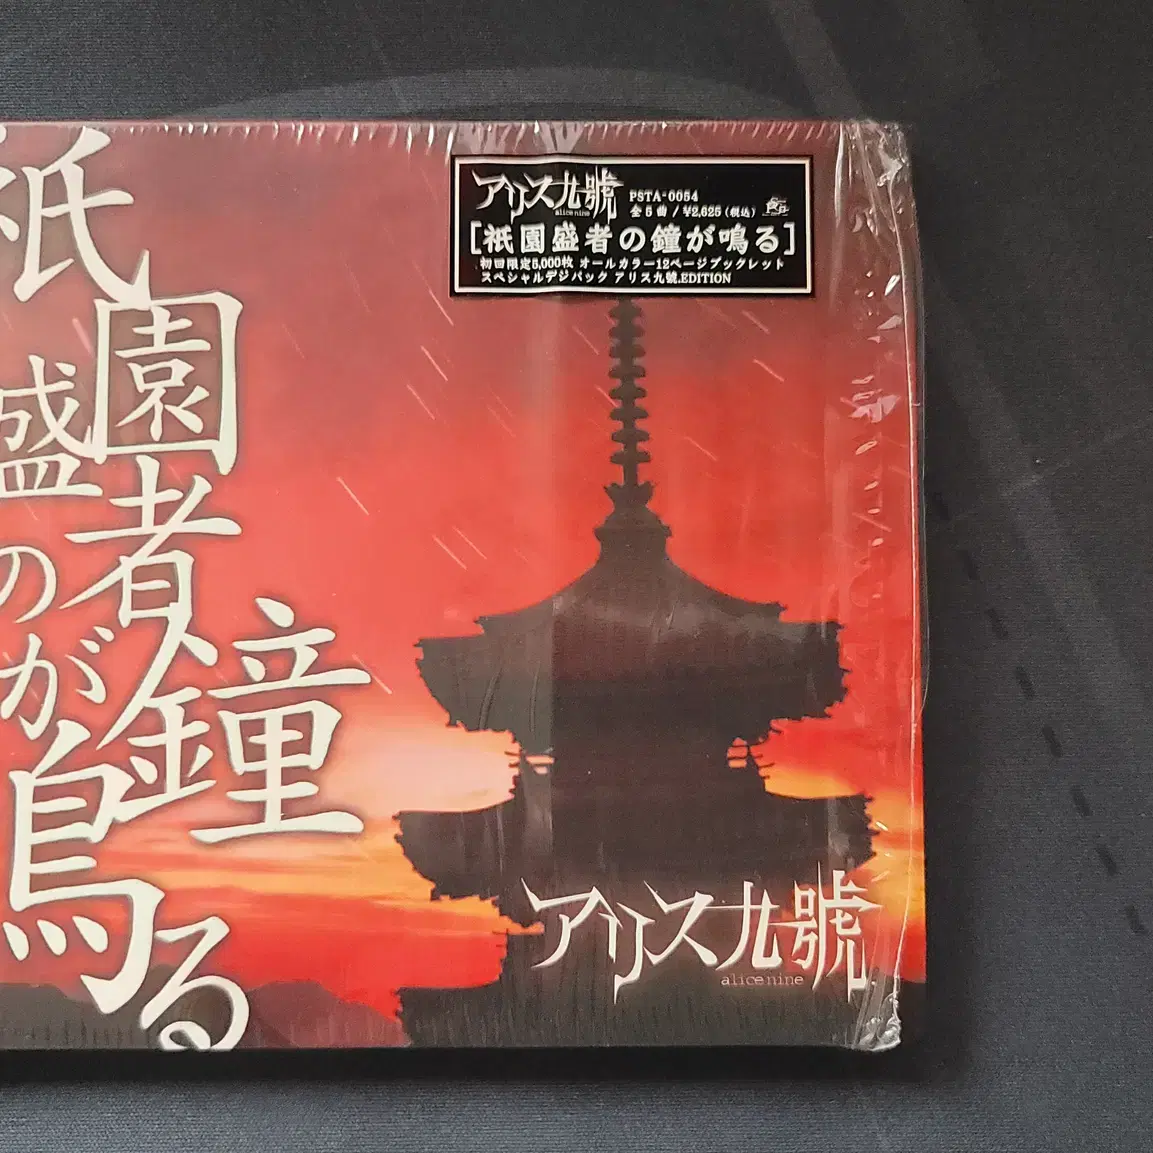 アリス九號
alice nine
PSTA-0054
全5曲/¥2,625(税込)
[祇園盛者の鐘が鳴る]
初回限定5,000枚 オールカラー12ページブックレット
スペシャルデジパック アリス九號.EDITION
祇園
盛者
の鐘
が鳴る
アリス九號.
alice nine